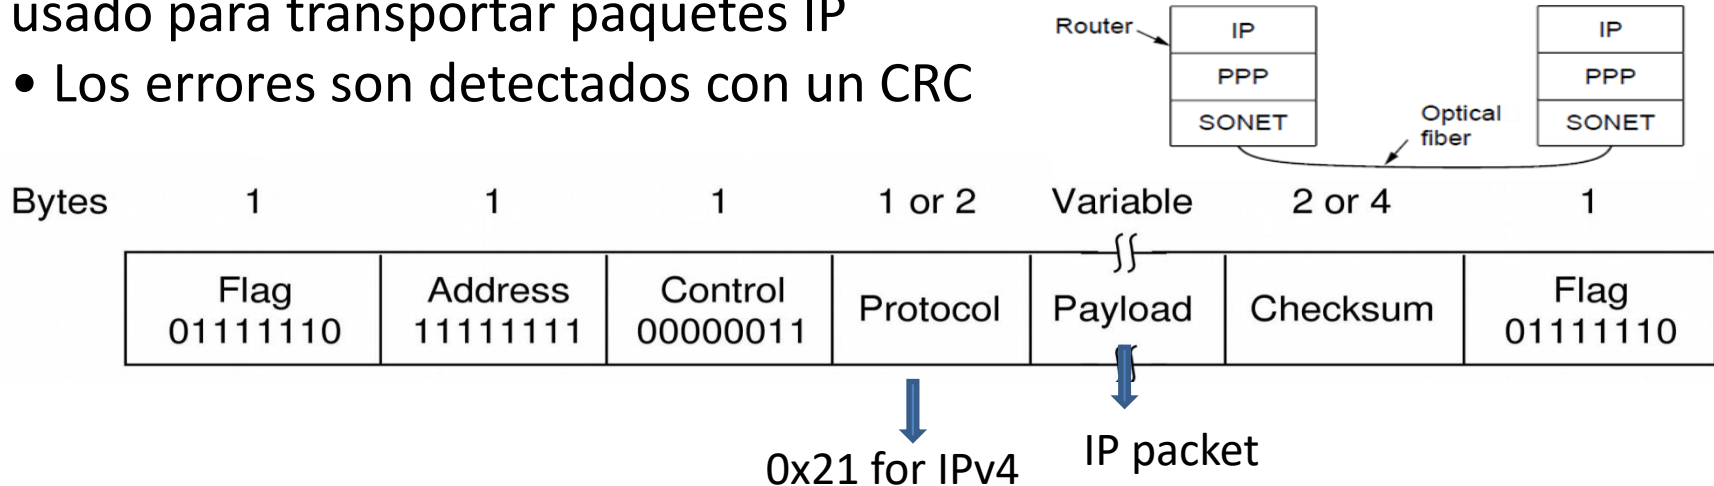 usado para transportar paquetes IP
• Los errores son detectados con un CRC
Router
IP
PPP
SONET
Optical
fiber
IP
PPP
SONET
Bytes 1 1 1 1 or 2 Variable 2 or 4 1
Flag Address Control Protocol Payload Checksum Flag
01111110 11111111 00000011 01111110
0x21 for IPv4
IP packet